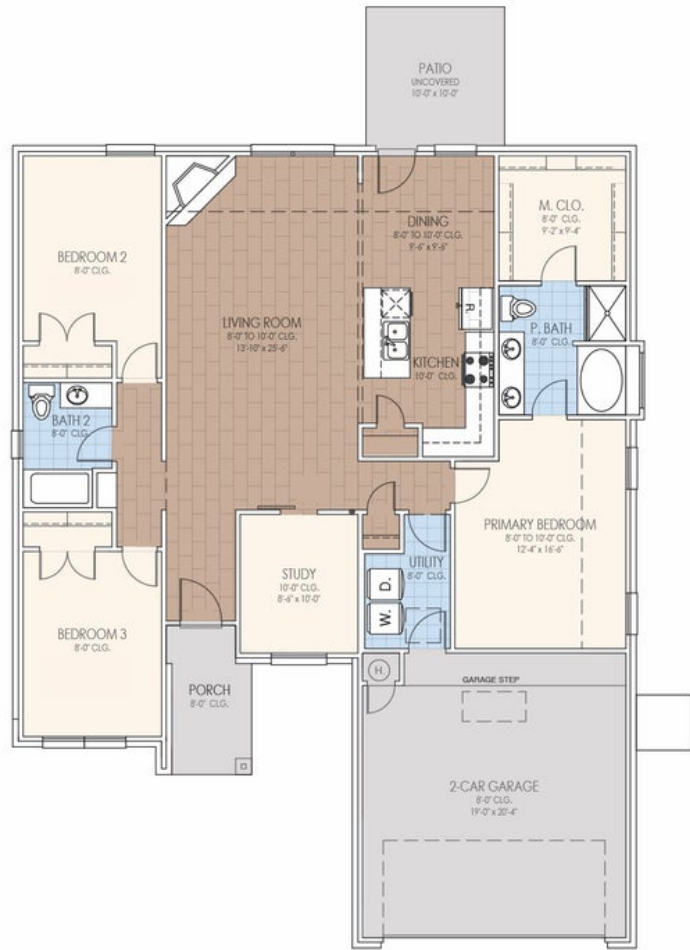 PATIO
UNCOVERED
10'-0" x 10'-0"
M. CLO.
8'-0" CLG.
9'-2" x 9'-4"
DINING
8'-0" TO 10'-0" CLG.
9'-6" x 9'-6"
BEDROOM 2
8'-0" CLG.
LIVING ROOM
8'-0" TO 10'-0" CLG.
13'-10" x 25'-6"
R.
P. BATH
8'-0" CLG.
KITCHEN
10'-0" CLG.
BATH 2
8'-0" CLG.
PRIMARY BEDROOM
8'-0" TO 10'-0" CLG.
12'-4" x 16'-6"
STUDY
10'-0" CLG.
8'-6" x 10'-0"
UTILITY
8'-0" CLG.
D.
W.
BEDROOM 3
8'-0" CLG.
H.
GARAGE STEP
PORCH
8'-0" CLG.
2-CAR GARAGE
8'-0" CLG.
19'-0" x 20'-4"